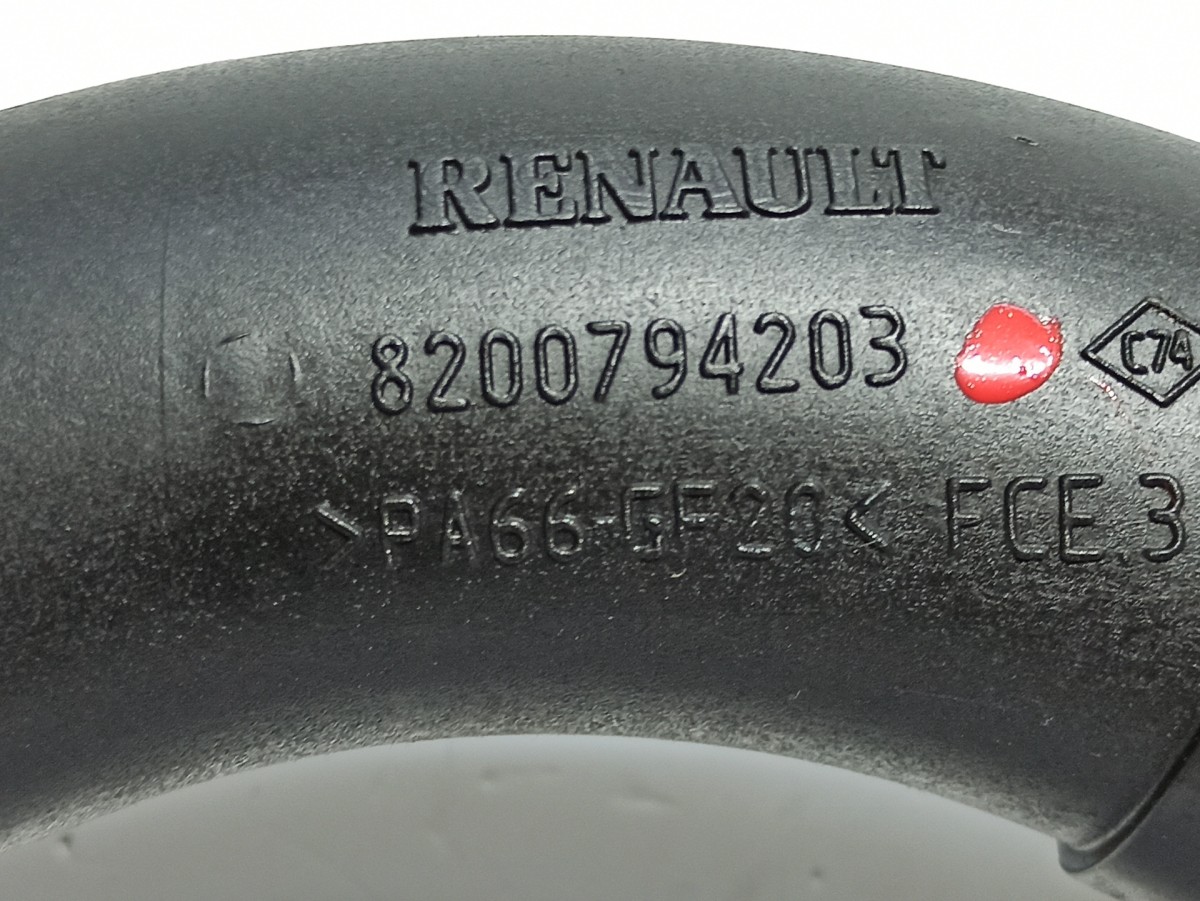 RENAULT
8200794203 C74
>PA66-GF20< FCE.3